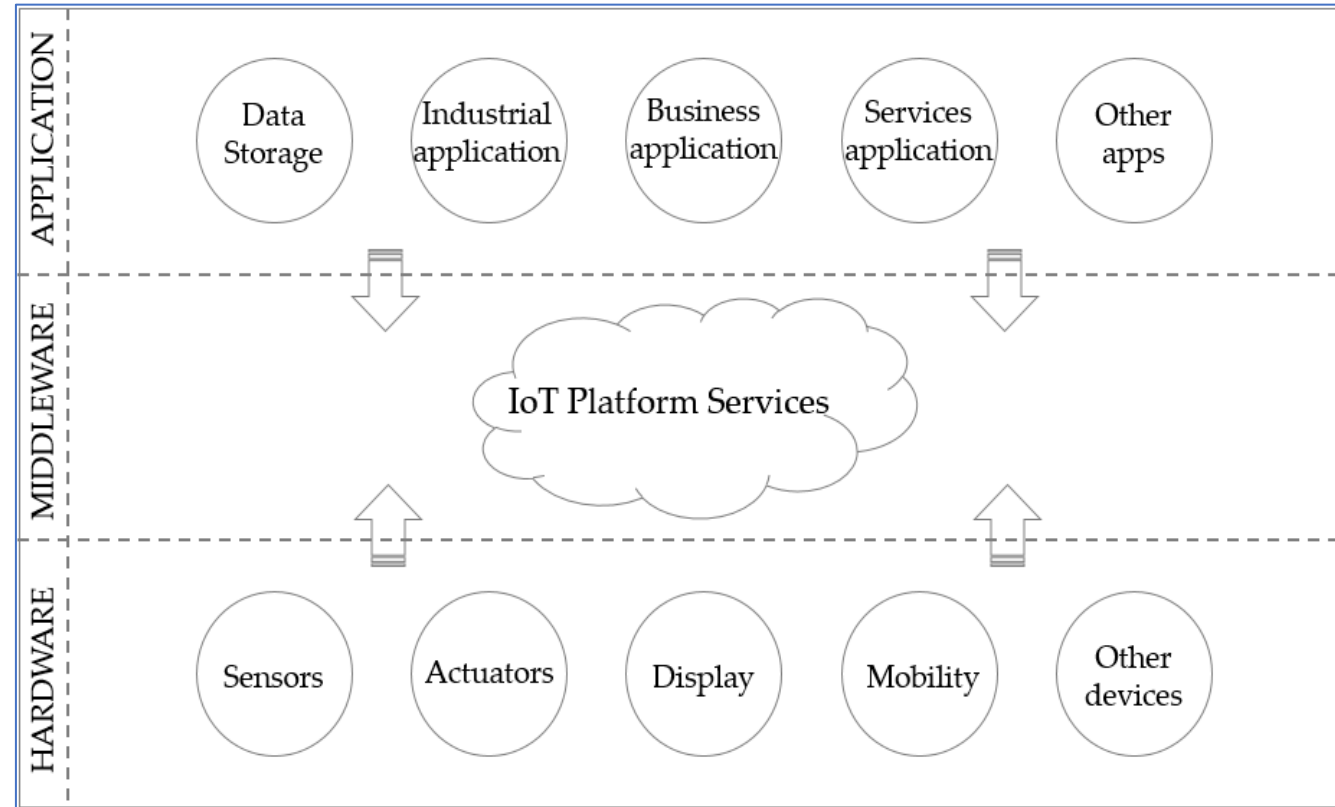 APPLICATION
Data
Storage
Industrial
application
Business
application
Services
application
Other
apps
MIDDLEWARE
IoT Platform Services
HARDWARE
Sensors
Actuators
Display
Mobility
Other
devices